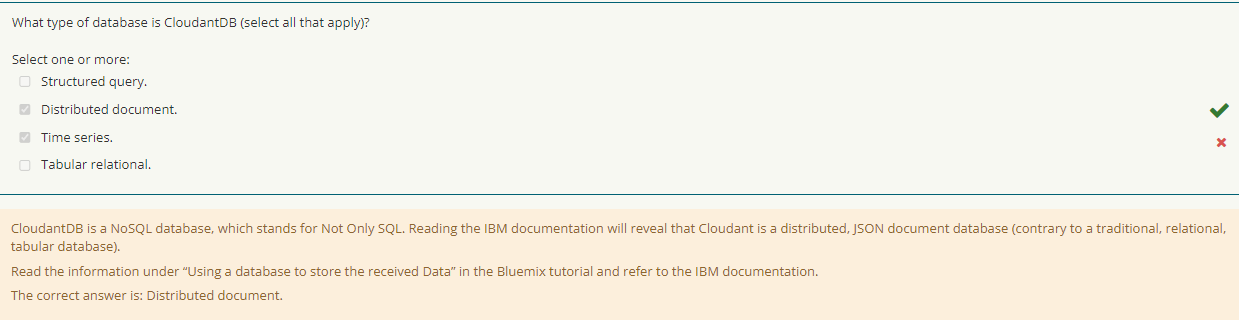 What type of database is CloudantDB (select all that apply)?
Select one or more:
Structured query.
Distributed document.
Time series.
Tabular relational.
CloudantDB is a NoSQL database, which stands for Not Only SQL. Reading the IBM documentation will reveal that Cloudant is a distributed, JSON document database (contrary to a traditional, relational,
tabular database).
Read the information under “Using a database to store the received Data” in the Bluemix tutorial and refer to the IBM documentation.
The correct answer is: Distributed document.